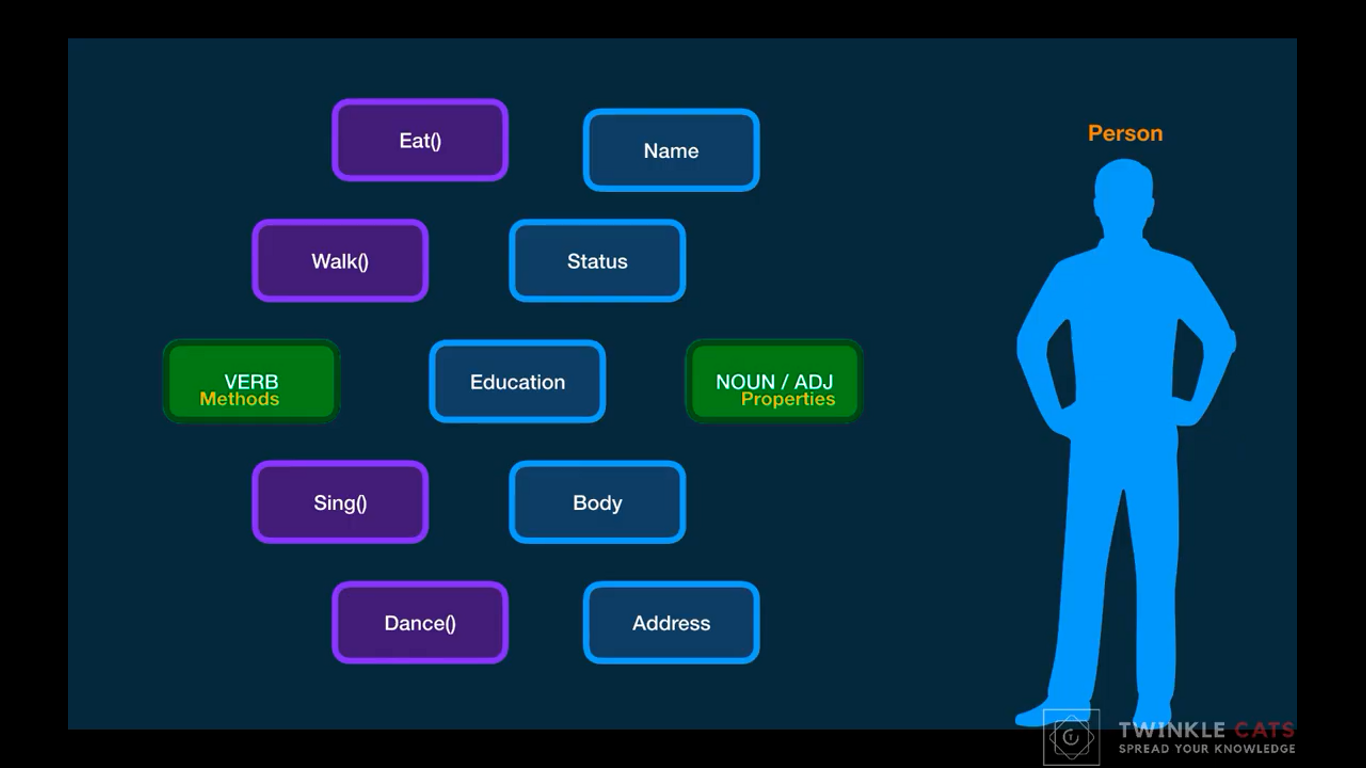 Eat()
Name
Person
Walk()
Status
VERB
Methods
Education
NOUN / ADJ
Properties
Sing()
Body
Dance()
Address
TWINKLE CATS
SPREAD YOUR KNOWLEDGE